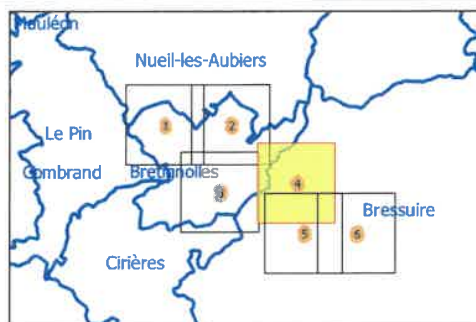 Mauléon
Nueil-les-Aubiers
1 2
Le Pin
Combrand Bretignolles
3 4
Bressuire
5 6
Cirières